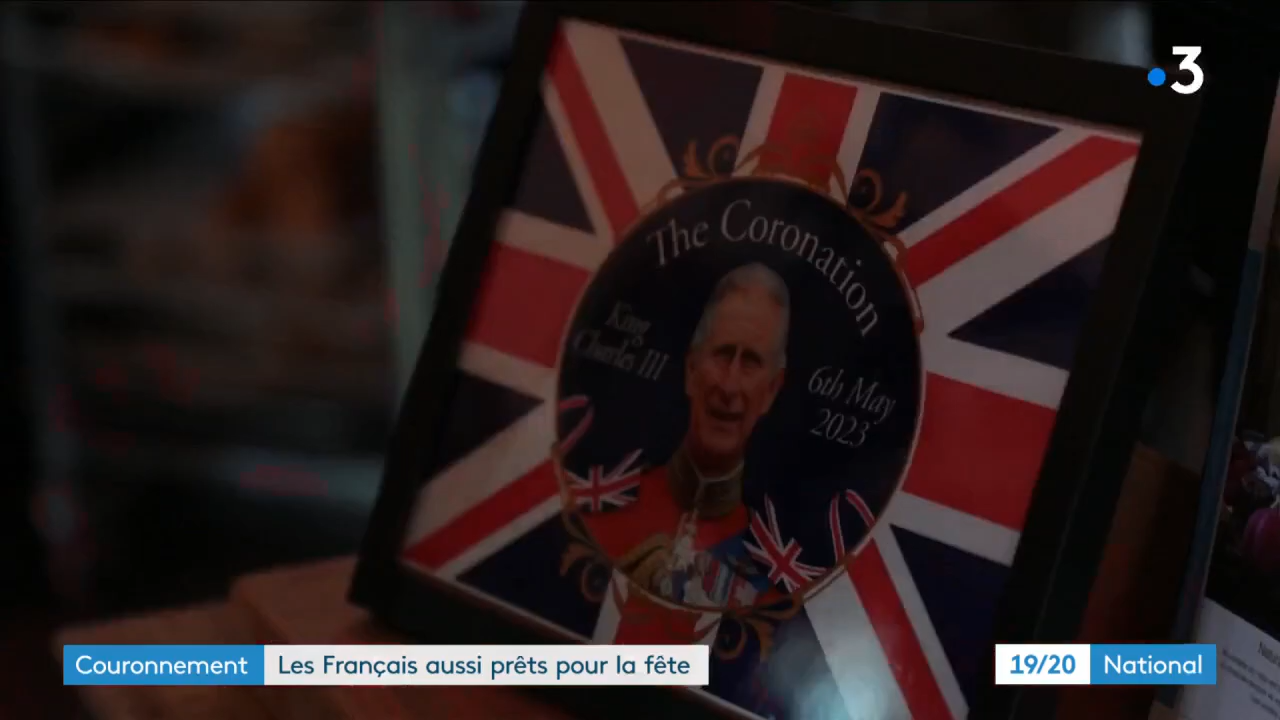 3
The Coronation
King
Charles III
6th May
2023
Couronnement
Les Français aussi prêts pour la fête
19/20
National